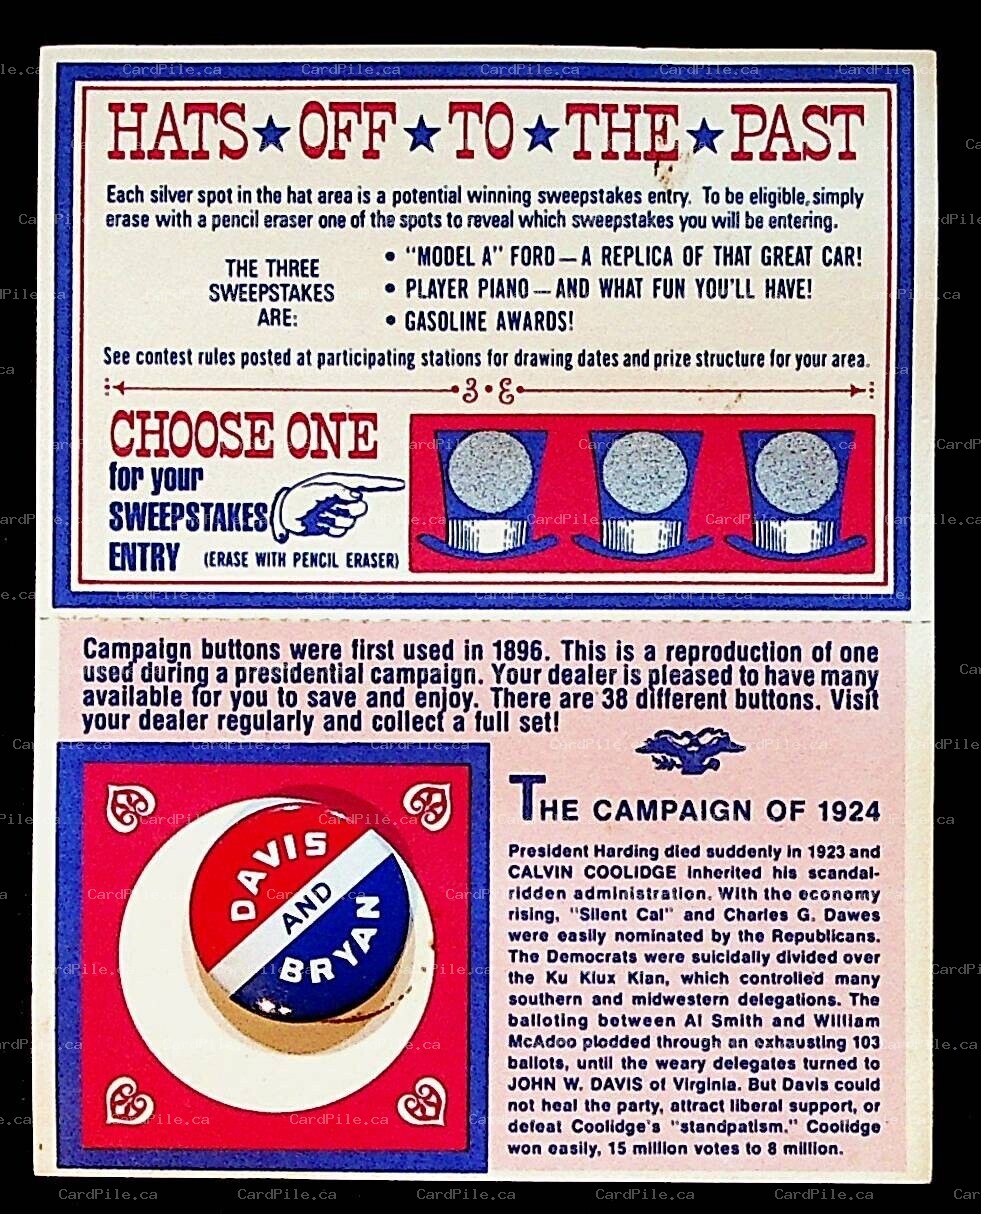 HATS★OFF★TO★THE★PAST
Each silver spot in the hat area is a potential winning sweepstakes entry. To be eligible, simply
erase with a pencil eraser one of the spots to reveal which sweepstakes you will be entering.
THE THREE
SWEEPSTAKES
ARE:
• "MODEL A" FORD — A REPLICA OF THAT GREAT CAR!
• PLAYER PIANO — AND WHAT FUN YOU'LL HAVE!
• GASOLINE AWARDS!
See contest rules posted at participating stations for drawing dates and prize structure for your area.
CHOOSE ONE
for your
SWEEPSTAKES
ENTRY (ERASE WITH PENCIL ERASER)
Campaign buttons were first used in 1896. This is a reproduction of one
used during a presidential campaign. Your dealer is pleased to have many
available for you to save and enjoy. There are 38 different buttons. Visit
your dealer regularly and collect a full set!
DAVIS
AND
BRYAN
THE CAMPAIGN OF 1924
President Harding died suddenly in 1923 and
CALVIN COOLIDGE inherited his scandal-
ridden administration. With the economy
rising, "Silent Cal" and Charles G. Dawes
were easily nominated by the Republicans.
The Democrats were suicidally divided over
the Ku Klux Klan, which controlled many
southern and midwestern delegations. The
balloting between Al Smith and William
McAdoo plodded through an exhausting 103
ballots, until the weary delegates turned to
JOHN W. DAVIS of Virginia. But Davis could
not heal the party, attract liberal support, or
defeat Coolidge's "standpatism." Coolidge
won easily, 15 million votes to 8 million.
CardPile.ca